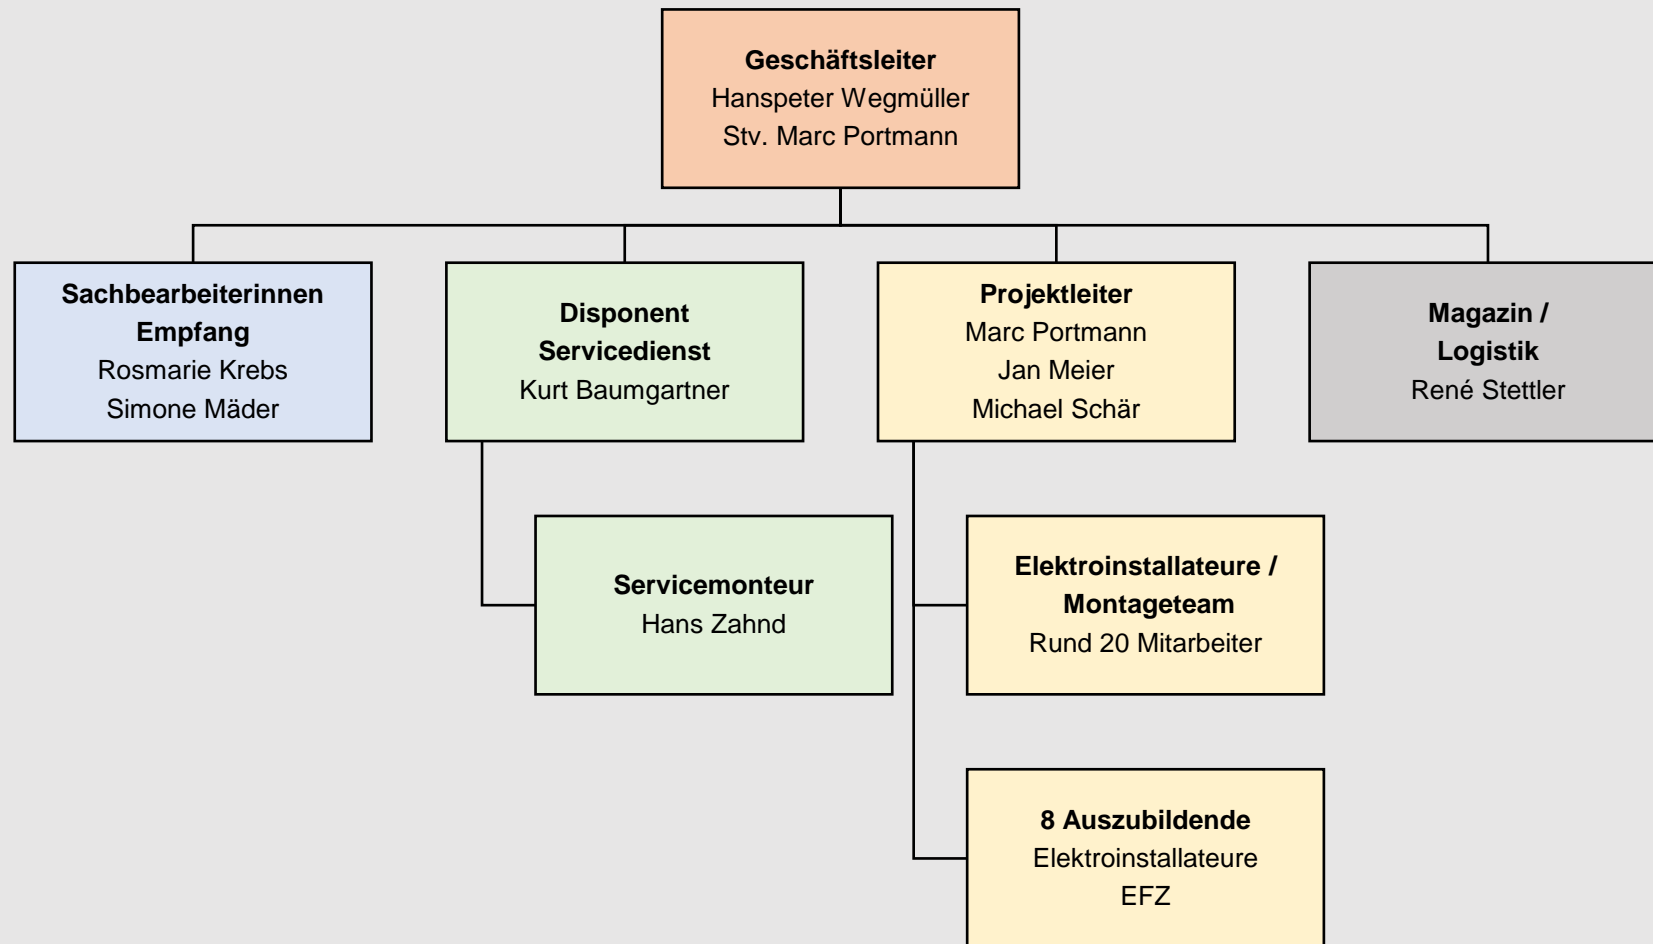 Geschäftsleiter
Hanspeter Wegmüller
Stv. Marc Portmann
Sachbearbeiterinnen
Empfang
Rosmarie Krebs
Simone Mäder
Disponent
Servicedienst
Kurt Baumgartner
Projektleiter
Marc Portmann
Jan Meier
Michael Schär
Magazin /
Logistik
René Stettler
Servicemonteur
Hans Zahnd
Elektroinstallateure /
Montageteam
Rund 20 Mitarbeiter
8 Auszubildende
Elektroinstallateure
EFZ